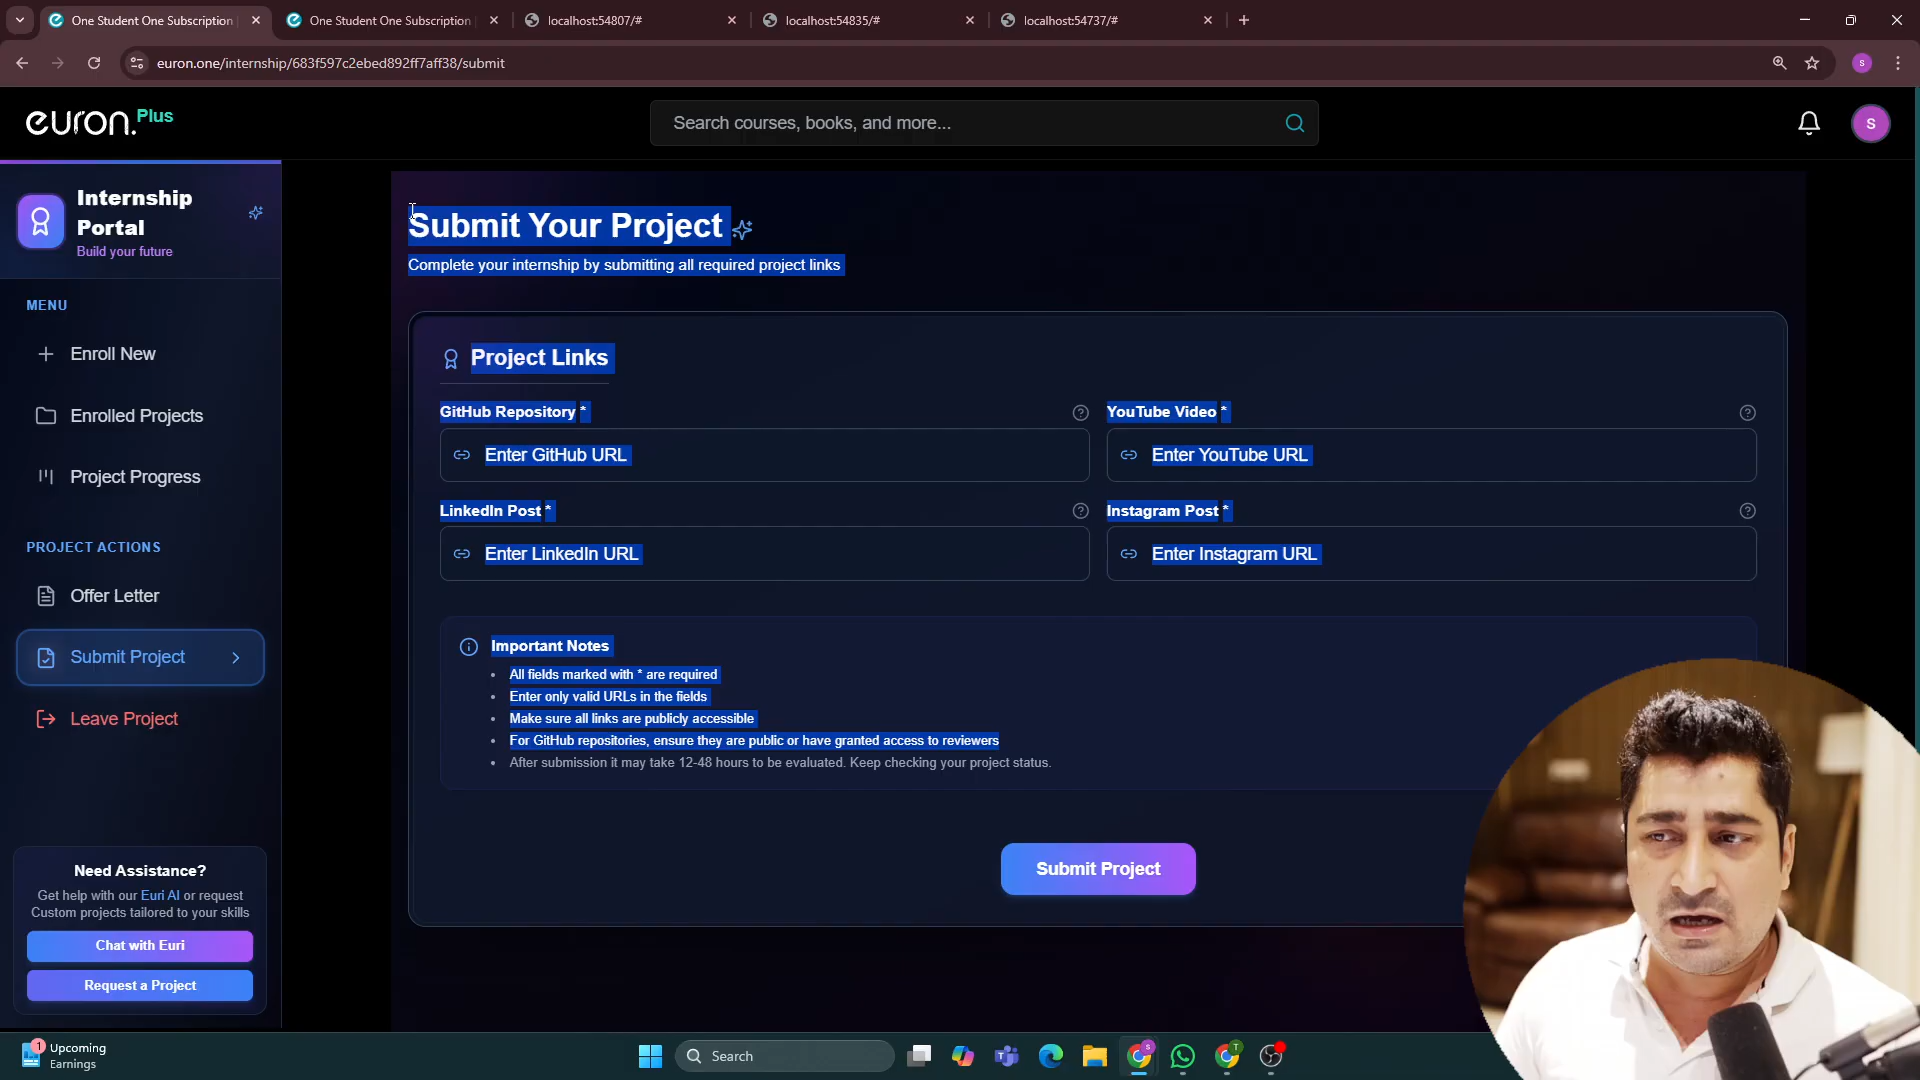 One Student One Subscription
One Student One Subscription
localhost:54807/#
localhost:54835/#
localhost:54737/#
euron.one/internship/683f597c2ebed892ff7aff38/submit
S
euron.Plus
Search courses, books, and more...
S
Internship
Portal
Build your future
MENU
Enroll New
Enrolled Projects
Project Progress
PROJECT ACTIONS
Offer Letter
Submit Project
Leave Project
Need Assistance?
Get help with our Euri AI or request
Custom projects tailored to your skills
Chat with Euri
Request a Project
Submit Your Project
Complete your internship by submitting all required project links
Project Links
GitHub Repository *
Enter GitHub URL
YouTube Video *
Enter YouTube URL
LinkedIn Post *
Enter LinkedIn URL
Instagram Post *
Enter Instagram URL
Important Notes
• All fields marked with * are required
• Enter only valid URLs in the fields
• Make sure all links are publicly accessible
• For GitHub repositories, ensure they are public or have granted access to reviewers
• After submission it may take 12-48 hours to be evaluated. Keep checking your project status.
Submit Project
1
Upcoming
Earnings
Search